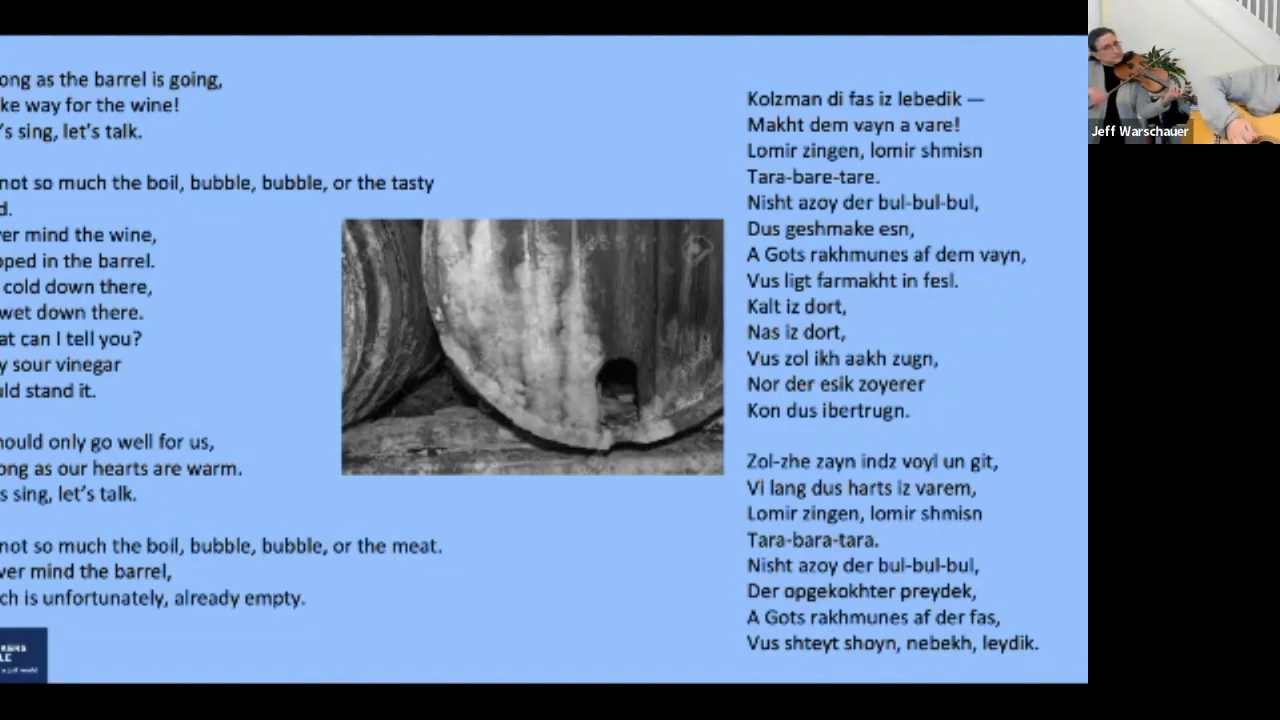 ong as the barrel is going,
ke way for the wine!
's sing, let's talk.
not so much the boil, bubble, bubble, or the tasty
d.
ver mind the wine,
pped in the barrel.
cold down there,
wet down there.
at can I tell you?
y sour vinegar
uld stand it.
hould only go well for us,
ong as our hearts are warm.
s sing, let's talk.
not so much the boil, bubble, bubble, or the meat.
ver mind the barrel,
ch is unfortunately, already empty.
Kolzman di fas iz lebedik —
Makht dem vayn a vare!
Lomir zingen, lomir shmisn
Tara-bare-tare.
Nisht azoy der bul-bul-bul,
Dus geshmake esn,
A Gots rakhmunes af dem vayn,
Vus ligt farmakht in fesl.
Kalt iz dort,
Nas iz dort,
Vus zol ikh aakh zugn,
Nor der esik zoyerer
Kon dus ibertrugn.
Zol-zhe zayn indz voyl un git,
Vi lang dus harts iz varem,
Lomir zingen, lomir shmisn
Tara-bara-tara.
Nisht azoy der bul-bul-bul,
Der opgekokhter preydek,
A Gots rakhmunes af der fas,
Vus shteyt shoyn, nebekh, leydik.
KERS
LE
Jeff Warschauer